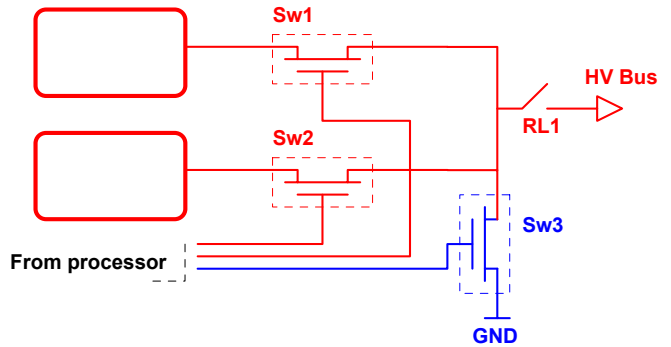 Sw1
HV Bus
RL1
Sw2
Sw3
From processor
GND